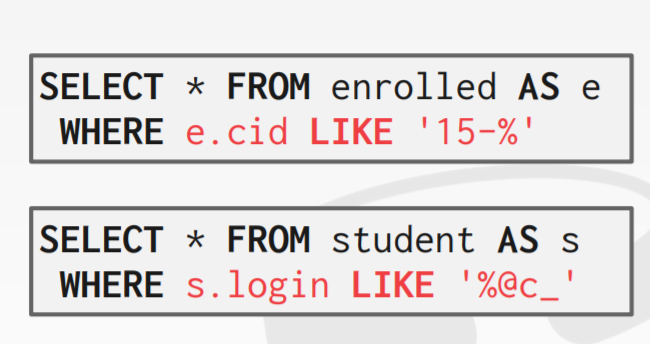 SELECT * FROM enrolled AS e
WHERE e.cid LIKE '15-%'
SELECT * FROM student AS s
WHERE s.login LIKE '%@c_'